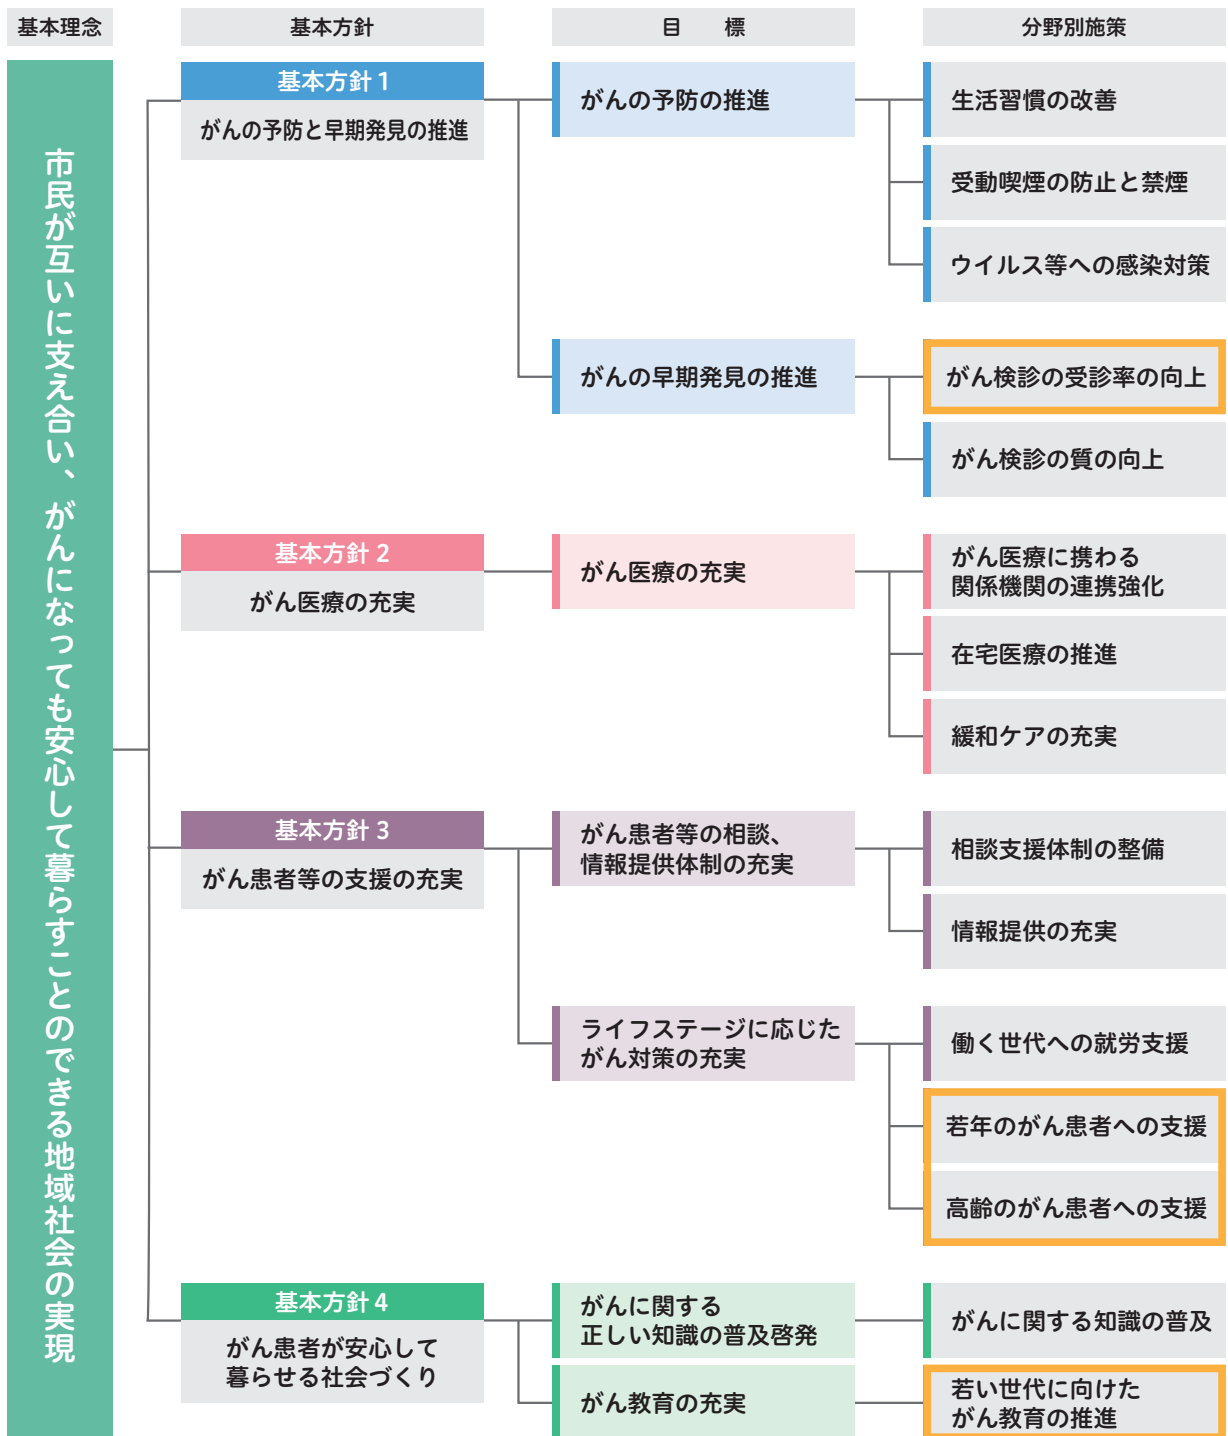 基本理念
基本方針
目　標
分野別施策
市民が互いに支え合い、がんになっても安心して暮らすことのできる地域社会の実現
基本方針 1
がんの予防と早期発見の推進
がんの予防の推進
生活習慣の改善
受動喫煙の防止と禁煙
ウイルス等への感染対策
がんの早期発見の推進
がん検診の受診率の向上
がん検診の質の向上
基本方針 2
がん医療の充実
がん医療の充実
がん医療に携わる
関係機関の連携強化
在宅医療の推進
緩和ケアの充実
基本方針 3
がん患者等の支援の充実
がん患者等の相談、
情報提供体制の充実
相談支援体制の整備
情報提供の充実
ライフステージに応じた
がん対策の充実
働く世代への就労支援
若年のがん患者への支援
高齢のがん患者への支援
基本方針 4
がん患者が安心して
暮らせる社会づくり
がんに関する
正しい知識の普及啓発
がんに関する知識の普及
がん教育の充実
若い世代に向けた
がん教育の推進